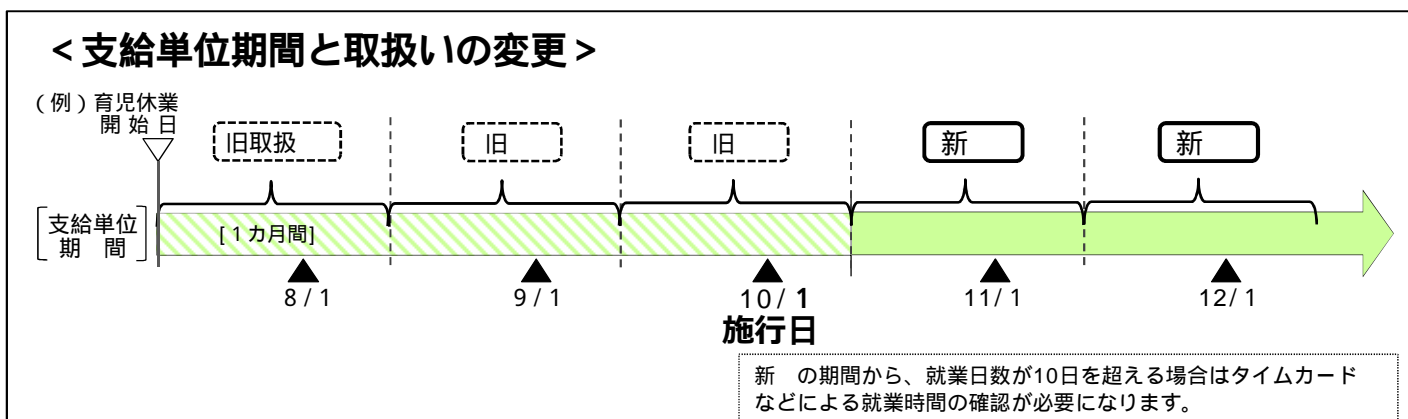 ＜支給単位期間と取扱いの変更＞
（例）育児休業
開始日
旧取扱
旧
旧
新
新
支給単位
期　間
[１カ月間]
8/1
9/1
10/1
11/1
12/1
施行日
新　の期間から、就業日数が10日を超える場合はタイムカード
などによる就業時間の確認が必要になります。